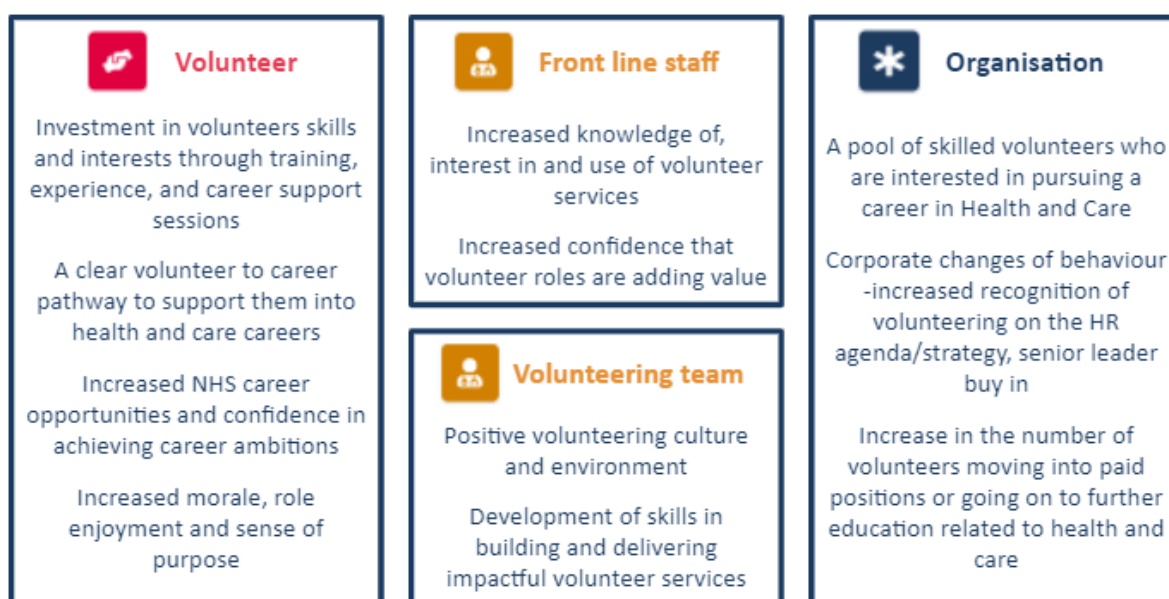 Volunteer
Investment in volunteers skills
and interests through training,
experience, and career support
sessions
A clear volunteer to career
pathway to support them into
health and care careers
Increased NHS career
opportunities and confidence in
achieving career ambitions
Increased morale, role
enjoyment and sense of
purpose
Front line staff
Increased knowledge of,
interest in and use of volunteer
services
Increased confidence that
volunteer roles are adding value
Volunteering team
Positive volunteering culture
and environment
Development of skills in
building and delivering
impactful volunteer services
Organisation
A pool of skilled volunteers who
are interested in pursuing a
career in Health and Care
Corporate changes of behaviour
-increased recognition of
volunteering on the HR
agenda/strategy, senior leader
buy in
Increase in the number of
volunteers moving into paid
positions or going on to further
education related to health and
care